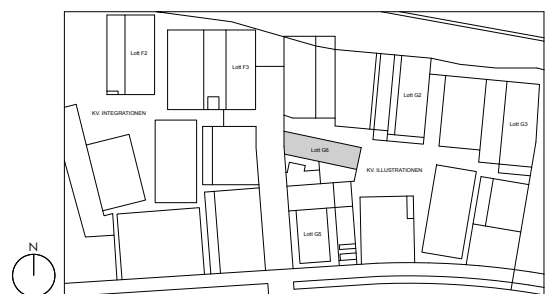 Lott F2
Lott F3
Lott G2
KV. INTEGRATIONEN
Lott G3
Lott G6
KV. ILLUSTRATIONEN
Lott G5
N